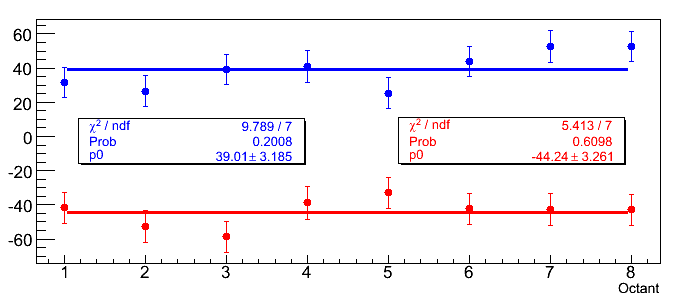 60
40
20
0
-20
-40
-60
χ² / ndf 9.789 / 7
Prob 0.2008
p0 39.01± 3.185
χ² / ndf 5.413 / 7
Prob 0.6098
p0 -44.24 ± 3.261
1 2 3 4 5 6 7 8
Octant